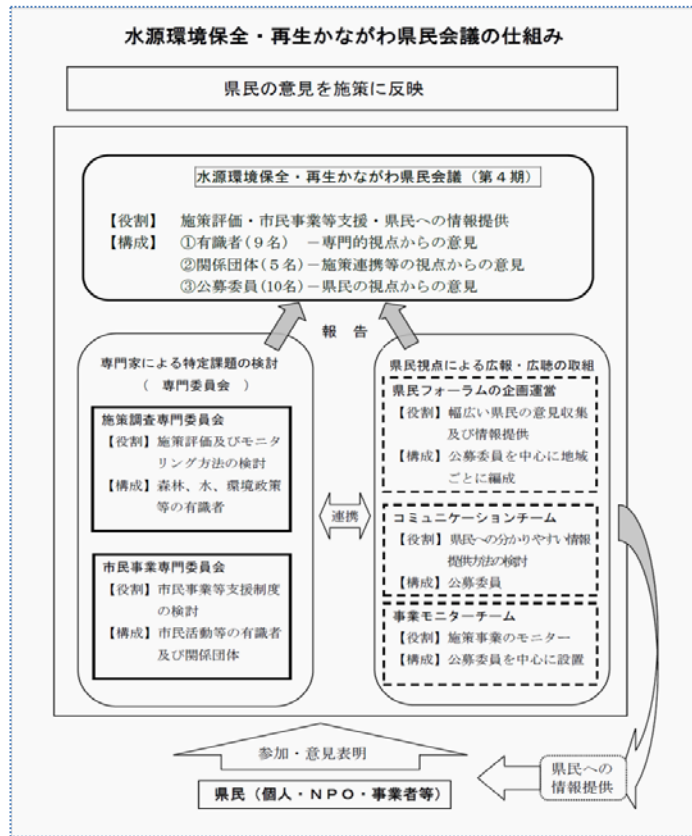 水源環境保全・再生かながわ県民会議の仕組み
県民の意見を施策に反映
水源環境保全・再生かながわ県民会議（第４期）
【役割】　施策評価・市民事業等支援・県民への情報提供
【構成】　①有識者(９名)　－専門的視点からの意見
②関係団体(５名)－施策連携等の視点からの意見
③公募委員(10名)－県民の視点からの意見
報　告
専門家による特定課題の検討
（　専門委員会　）
施策調査専門委員会
【役割】施策評価及びモニタ
リング方法の検討
【構成】森林、水、環境政策
等の有識者
市民事業専門委員会
【役割】市民事業等支援制度
の検討
【構成】市民活動等の有識者
及び関係団体
連携
県民視点による広報・広聴の取組
県民フォーラムの企画運営
【役割】幅広い県民の意見収集
及び情報提供
【構成】公募委員を中心に地域
ごとに編成
コミュニケーションチーム
【役割】県民への分かりやすい情報
提供方法の検討
【構成】公募委員
事業モニターチーム
【役割】施策事業のモニター
【構成】公募委員を中心に設置
参加・意見表明
県民（個人・ＮＰＯ・事業者等）
県民への
情報提供